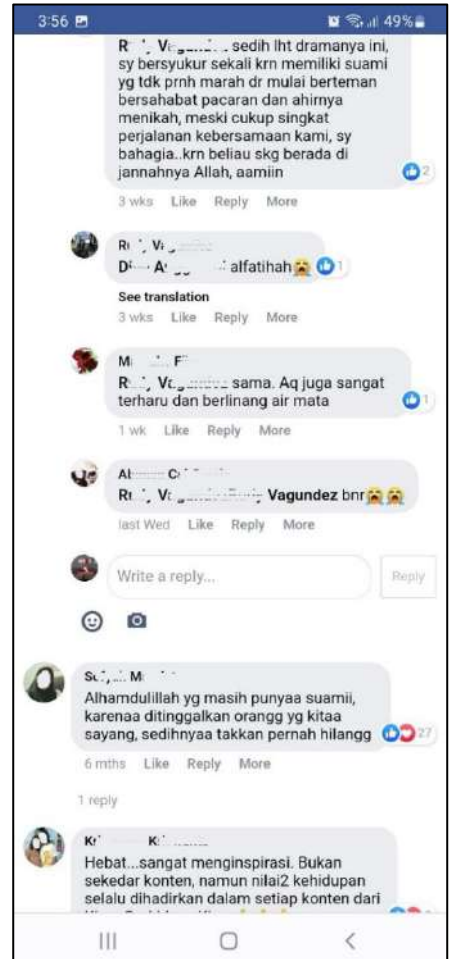 3:56 49%
sedih lht dramanya ini,
sy bersyukur sekali krn memiliki suami
yg tdk prnh marah dr mulai berteman
bersahabat pacaran dan ahirnya
menikah, meski cukup singkat
perjalanan kebersamaan kami, sy
bahagia..krn beliau skg berada di
jannahnya Allah, aamiin
2
3 wks Like Reply More
alfatihah😭 1
See translation
3 wks Like Reply More
sama. Aq juga sangat
terharu dan berlinang air mata
1
1 wk Like Reply More
Vagundez bnr😭😭
last Wed Like Reply More
Write a reply...
Reply
Alhamdulillah yg masih punyaa suamii,
karenaa ditinggalkan orangg yg kitaa
sayang, sedihnyaa takkan pernah hilangg
27
6 mths Like Reply More
1 reply
Hebat...sangat menginspirasi. Bukan
sekedar konten, namun nilai2 kehidupan
selalu dihadirkan dalam setiap konten dari